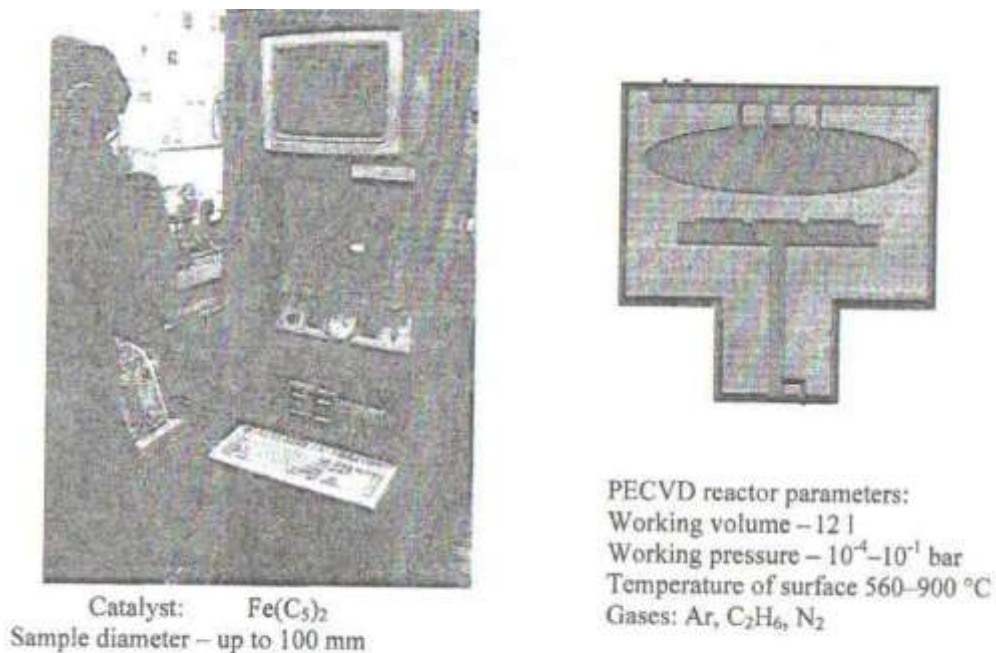 Catalyst: Fe(C₅)₂
Sample diameter – up to 100 mm
PECVD reactor parameters:
Working volume – 12 l
Working pressure – 10⁻⁴–10⁻¹ bar
Temperature of surface 560–900 °C
Gases: Ar, C₂H₆, N₂